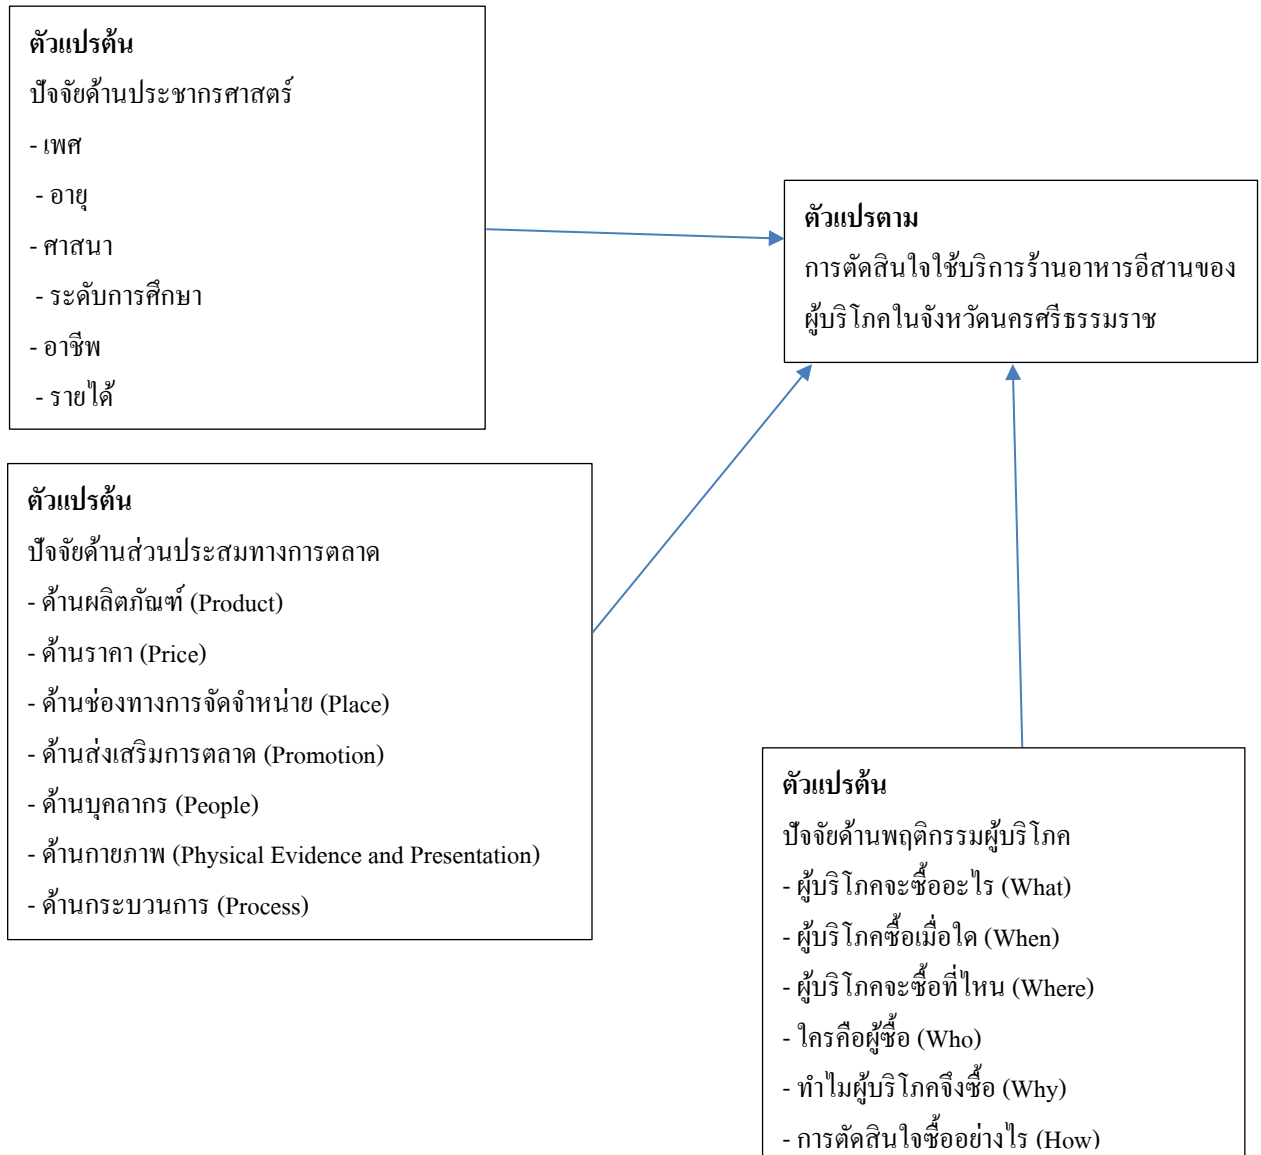 ตัวแปรต้น
ปัจจัยด้านประชากรศาสตร์
- เพศ
- อายุ
- ศาสนา
- ระดับการศึกษา
- อาชีพ
- รายได้
ตัวแปรตาม
การตัดสินใจใช้บริการร้านอาหารอีสานของ
ผู้บริโภคในจังหวัดนครศรีธรรมราช
ตัวแปรต้น
ปัจจัยด้านส่วนประสมทางการตลาด
- ด้านผลิตภัณฑ์ (Product)
- ด้านราคา (Price)
- ด้านช่องทางการจัดจำหน่าย (Place)
- ด้านส่งเสริมการตลาด (Promotion)
- ด้านบุคลากร (People)
- ด้านกายภาพ (Physical Evidence and Presentation)
- ด้านกระบวนการ (Process)
ตัวแปรต้น
ปัจจัยด้านพฤติกรรมผู้บริโภค
- ผู้บริโภคจะซื้ออะไร (What)
- ผู้บริโภคซื้อเมื่อใด (When)
- ผู้บริโภคจะซื้อที่ไหน (Where)
- ใครคือผู้ซื้อ (Who)
- ทำไมผู้บริโภคจึงซื้อ (Why)
- การตัดสินใจซื้ออย่างไร (How)